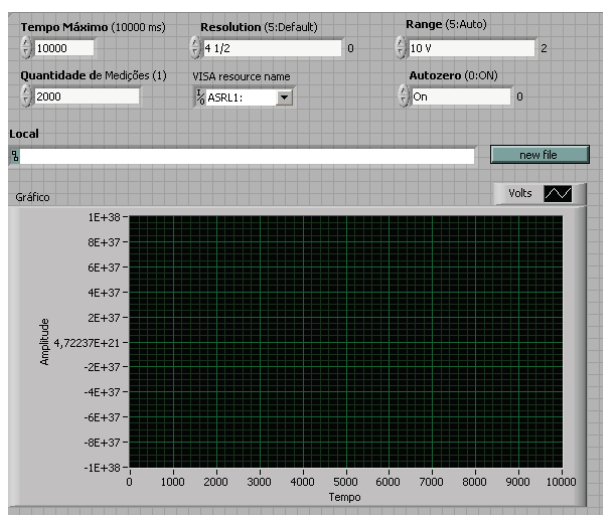 Tempo Máximo (10000 ms) Resolution (5:Default) Range (5:Auto)
10000 4 1/2 0 10 V 2
Quantidade de Medições (1) VISA resource name Autozero (0:ON)
2000 I/O ASRL1: On 0
Local
new file
Gráfico Volts
1E+38
8E+37
6E+37
4E+37
2E+37
4,72237E+21
-2E+37
-4E+37
-6E+37
-8E+37
-1E+38
Amplitude
0 1000 2000 3000 4000 5000 6000 7000 8000 9000 10000
Tempo